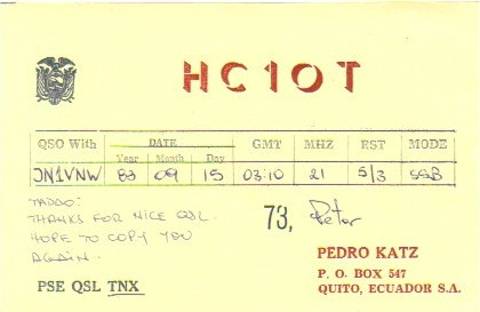 HC1OT
QSO With DATE GMT MHZ RST MODE
Year Month Day
JN1VNW 83 09 15 03:10 21 5/3 SSB
TADDO:
THANKS FOR NICE QSL.
HOPE TO COPY YOU
AGAIN.
73, Peter
PEDRO KATZ
P. O. BOX 547
QUITO, ECUADOR S.A.
PSE QSL TNX